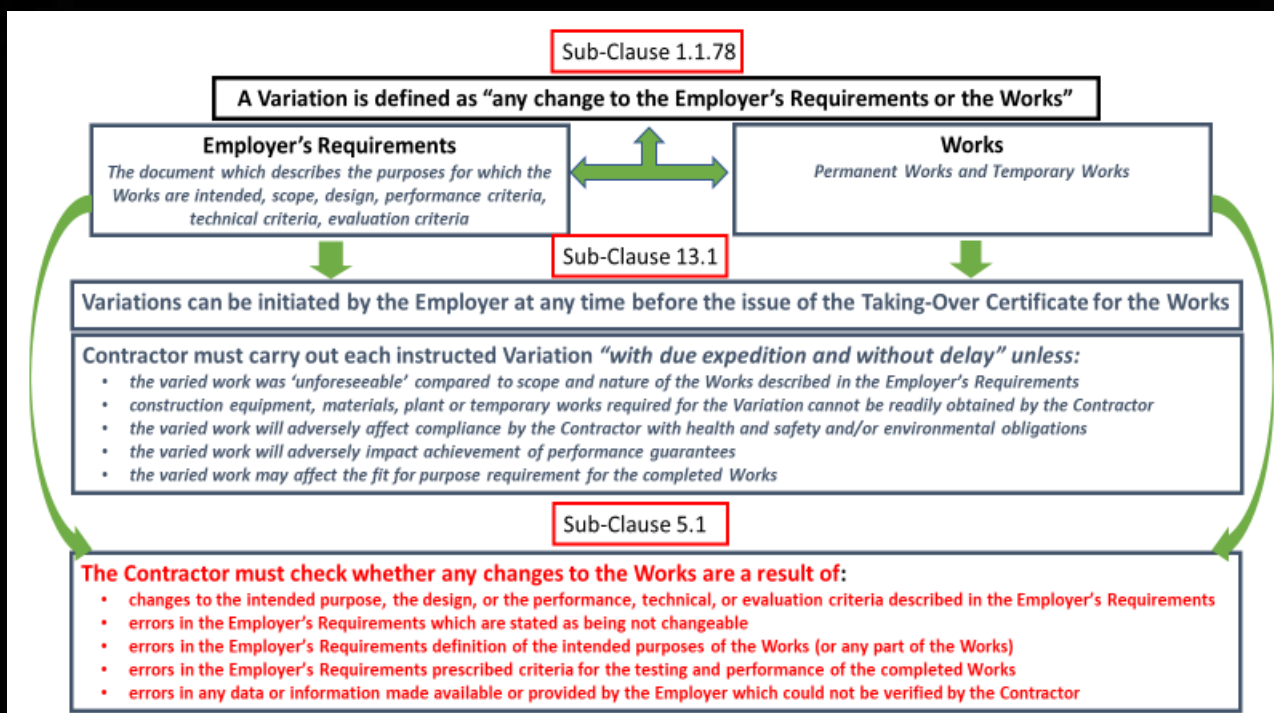 Sub-Clause 1.1.78
A Variation is defined as “any change to the Employer’s Requirements or the Works”
Employer’s Requirements
The document which describes the purposes for which the
Works are intended, scope, design, performance criteria,
technical criteria, evaluation criteria
Works
Permanent Works and Temporary Works
Sub-Clause 13.1
Variations can be initiated by the Employer at any time before the issue of the Taking-Over Certificate for the Works
Contractor must carry out each instructed Variation “with due expedition and without delay” unless:
• the varied work was ‘unforeseeable’ compared to scope and nature of the Works described in the Employer’s Requirements
• construction equipment, materials, plant or temporary works required for the Variation cannot be readily obtained by the Contractor
• the varied work will adversely affect compliance by the Contractor with health and safety and/or environmental obligations
• the varied work will adversely impact achievement of performance guarantees
• the varied work may affect the fit for purpose requirement for the completed Works
Sub-Clause 5.1
The Contractor must check whether any changes to the Works are a result of:
• changes to the intended purpose, the design, or the performance, technical, or evaluation criteria described in the Employer’s Requirements
• errors in the Employer’s Requirements which are stated as being not changeable
• errors in the Employer’s Requirements definition of the intended purposes of the Works (or any part of the Works)
• errors in the Employer’s Requirements prescribed criteria for the testing and performance of the completed Works
• errors in any data or information made available or provided by the Employer which could not be verified by the Contractor